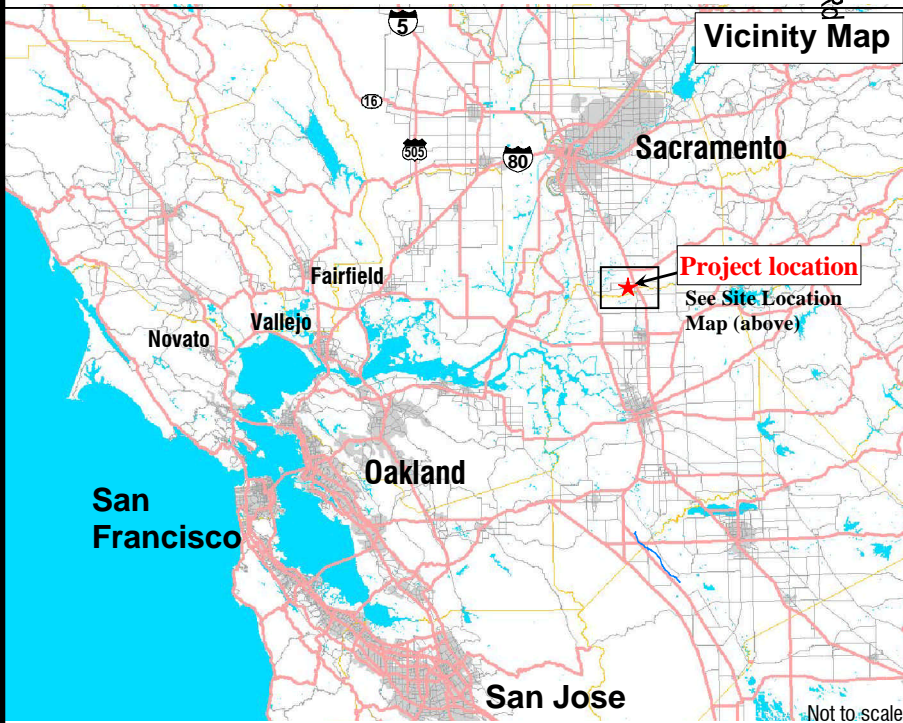 Rd
5
Vicinity Map
16
505
80
Sacramento
Project location
See Site Location
Map (above)
Fairfield
Vallejo
Novato
Oakland
San
Francisco
San Jose
Not to scale